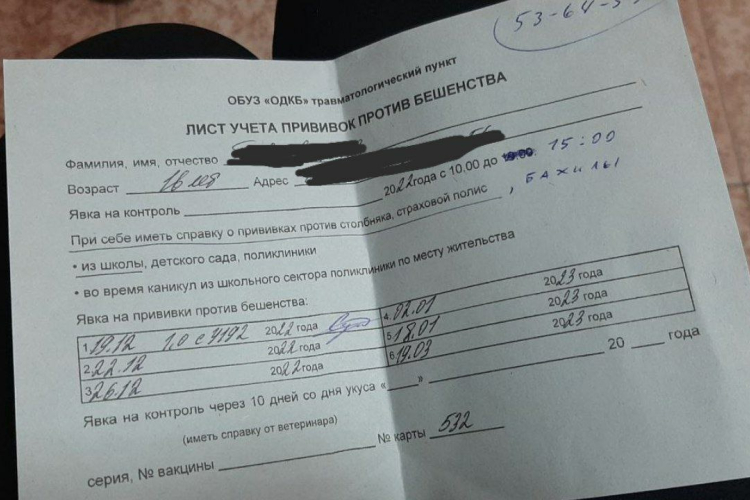 53-64-5
ОБУЗ «ОДКБ» травматологический пункт
ЛИСТ УЧЕТА ПРИВИВОК ПРОТИВ БЕШЕНСТВА
Фамилия, имя, отчество
Возраст 16 лет Адрес
Явка на контроль 2022 года с 10,00 до 15:00
При себе иметь справку о прививках против столбняка, страховой полис, БАХИЛЫ
• из школы, детского сада, поликлиники
• во время каникул из школьного сектора поликлиники по месту жительства
Явка на прививки против бешенства:
1. 19.12 1,0 с 4192 2022 года 4. 02.01 2023 года
2. 22.12 2022 года 5. 18.01 2023 года
3. 26.12 2022 года 6. 19.03 2023 года
Явка на контроль через 10 дней со дня укуса «____» 20 ___ года
(иметь справку от ветеринара)
серия, № вакцины № карты 532